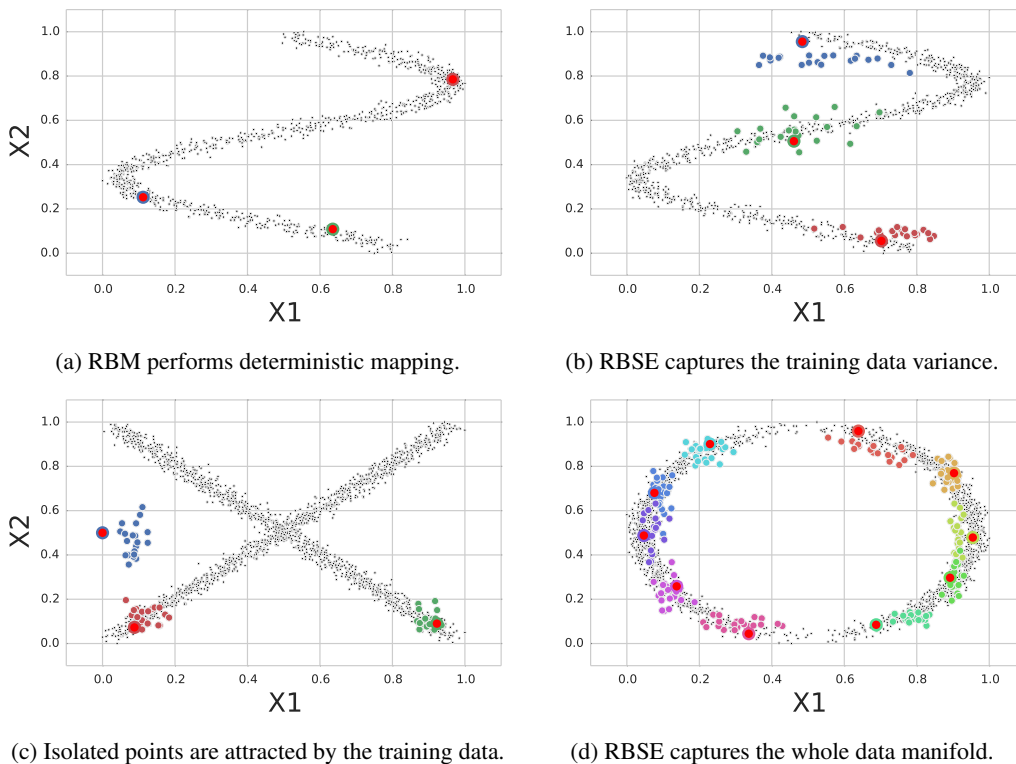 1.0
0.8
0.6
0.4
0.2
0.0
X2
0.0 0.2 0.4 0.6 0.8 1.0
X1
(a) RBM performs deterministic mapping.
1.0
0.8
0.6
0.4
0.2
0.0
0.0 0.2 0.4 0.6 0.8 1.0
X1
(b) RBSE captures the training data variance.
1.0
0.8
0.6
0.4
0.2
0.0
X2
0.0 0.2 0.4 0.6 0.8 1.0
X1
(c) Isolated points are attracted by the training data.
1.0
0.8
0.6
0.4
0.2
0.0
0.0 0.2 0.4 0.6 0.8 1.0
X1
(d) RBSE captures the whole data manifold.